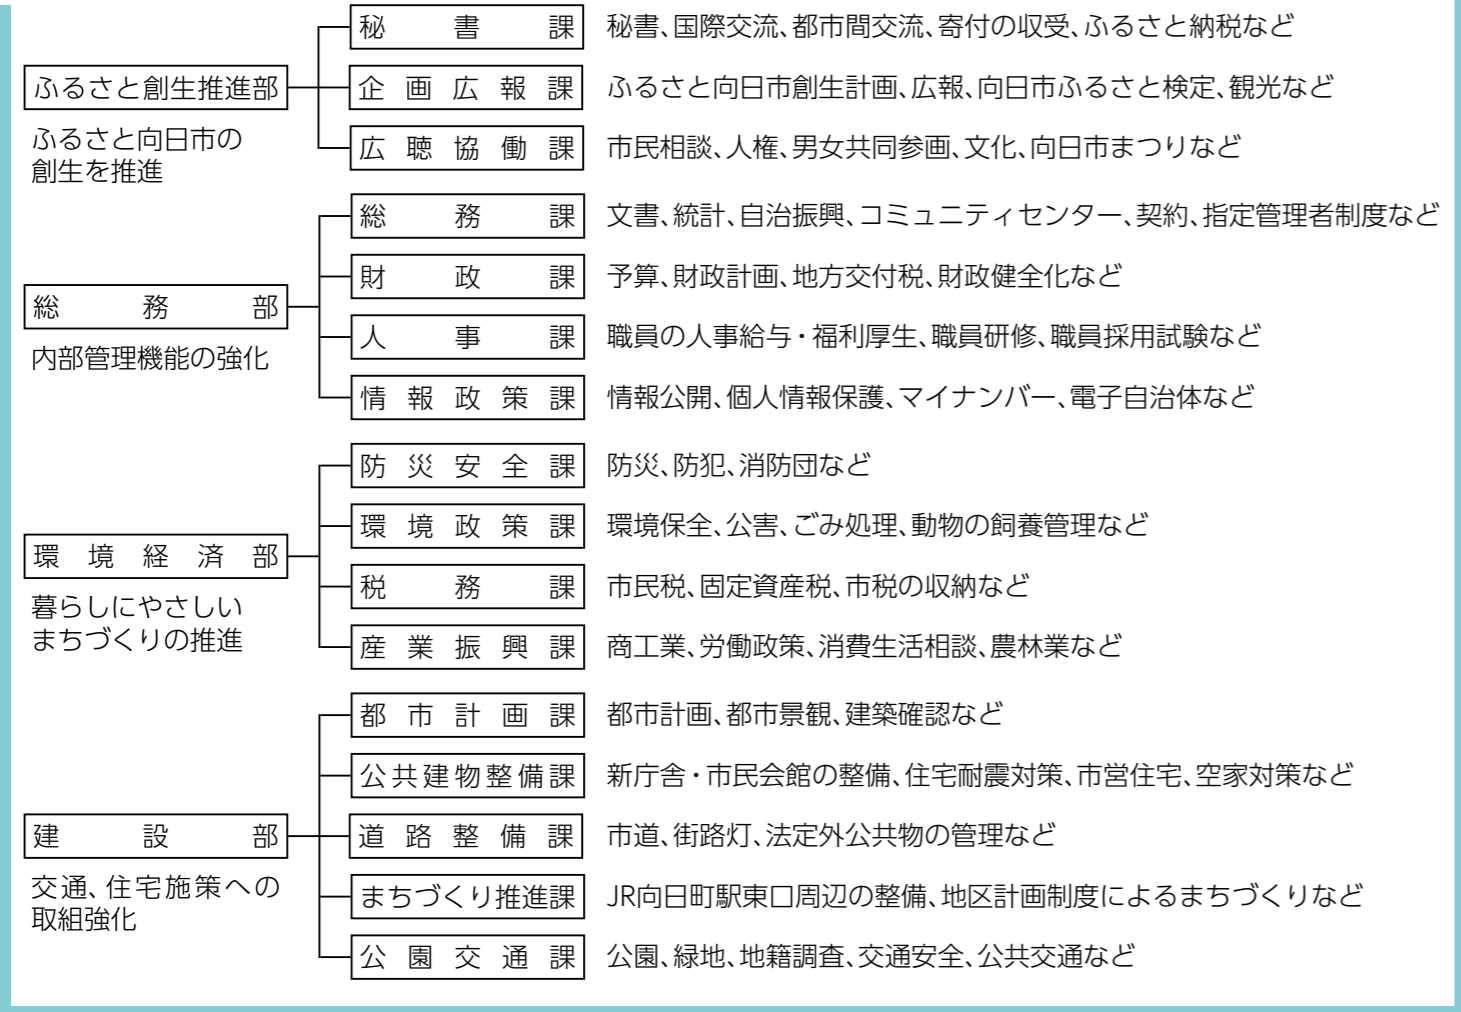 秘書課 秘書、国際交流、都市間交流、寄付の収受、ふるさと納税など
ふるさと創生推進部 企画広報課 ふるさと向日市創生計画、広報、向日市ふるさと検定、観光など
ふるさと向日市の
創生を推進
広聴協働課 市民相談、人権、男女共同参画、文化、向日市まつりなど
総務課 文書、統計、自治振興、コミュニティセンター、契約、指定管理者制度など
財政課 予算、財政計画、地方交付税、財政健全化など
総務部
内部管理機能の強化
人事課 職員の人事給与・福利厚生、職員研修、職員採用試験など
情報政策課 情報公開、個人情報保護、マイナンバー、電子自治体など
防災安全課 防災、防犯、消防団など
環境政策課 環境保全、公害、ごみ処理、動物の飼養管理など
環境経済部
暮らしにやさしい
まちづくりの推進
税務課 市民税、固定資産税、市税の収納など
産業振興課 商工業、労働政策、消費生活相談、農林業など
都市計画課 都市計画、都市景観、建築確認など
公共建物整備課 新庁舎・市民会館の整備、住宅耐震対策、市営住宅、空家対策など
建設部 道路整備課 市道、街路灯、法定外公共物の管理など
交通、住宅施策への
取組強化
まちづくり推進課 JR向日町駅東口周辺の整備、地区計画制度によるまちづくりなど
公園交通課 公園、緑地、地籍調査、交通安全、公共交通など